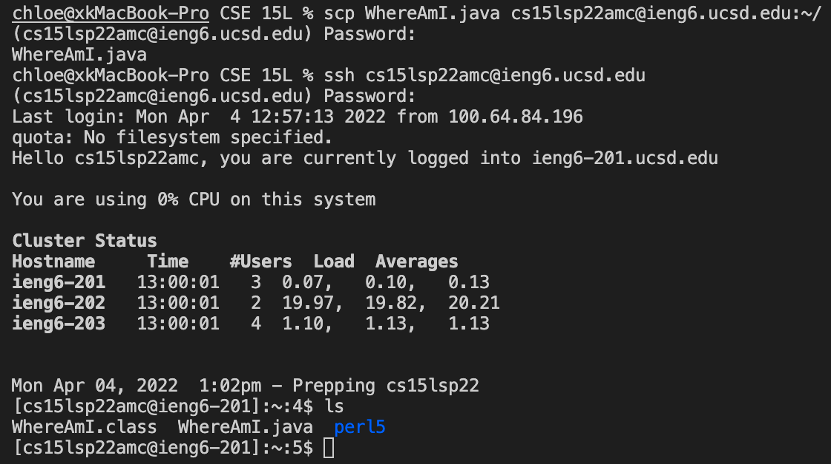 chloe@xkMacBook-Pro CSE 15L % scp WhereAmI.java cs15lsp22amc@ieng6.ucsd.edu:~/
(cs15lsp22amc@ieng6.ucsd.edu) Password:
WhereAmI.java
chloe@xkMacBook-Pro CSE 15L % ssh cs15lsp22amc@ieng6.ucsd.edu
(cs15lsp22amc@ieng6.ucsd.edu) Password:
Last login: Mon Apr  4 12:57:13 2022 from 100.64.84.196
quota: No filesystem specified.
Hello cs15lsp22amc, you are currently logged into ieng6-201.ucsd.edu

You are using 0% CPU on this system

Cluster Status
Hostname     Time    #Users  Load  Averages
ieng6-201   13:00:01   3  0.07,   0.10,   0.13
ieng6-202   13:00:01   2  19.97,  19.82,  20.21
ieng6-203   13:00:01   4  1.10,   1.13,   1.13


Mon Apr 04, 2022  1:02pm - Prepping cs15lsp22
[cs15lsp22amc@ieng6-201]:~:4$ ls
WhereAmI.class  WhereAmI.java  perl5
[cs15lsp22amc@ieng6-201]:~:5$